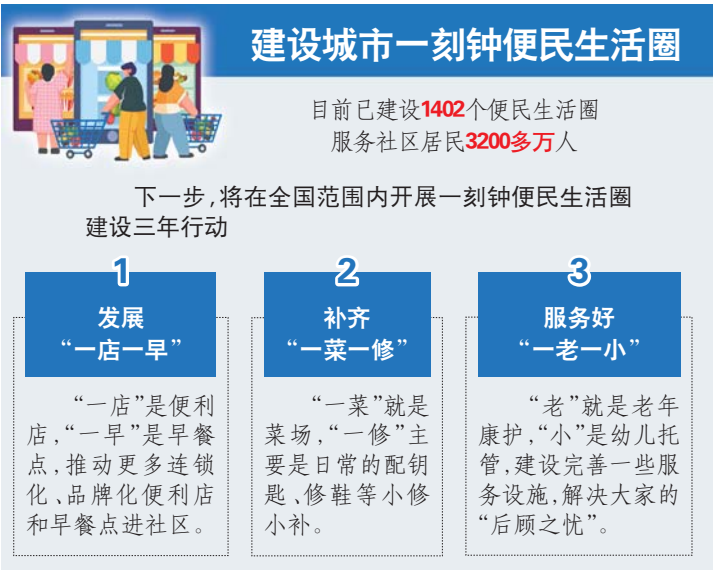 建设城市一刻钟便民生活圈
目前已建设1402个便民生活圈
服务社区居民3200多万人
下一步,将在全国范围内开展一刻钟便民生活圈
建设三年行动
1
发展
“一店一早”
“一店”是便利
店,“一早”是早餐
点,推动更多连锁
化、品牌化便利店
和早餐点进社区。
2
补齐
“一菜一修”
“一菜”就是
菜场,“一修”主
要是日常的配钥
匙、修鞋等小修
小补。
3
服务好
“一老一小”
“老”就是老年
康护,“小”是幼儿托
管,建设完善一些服
务设施,解决大家的
“后顾之忧”。